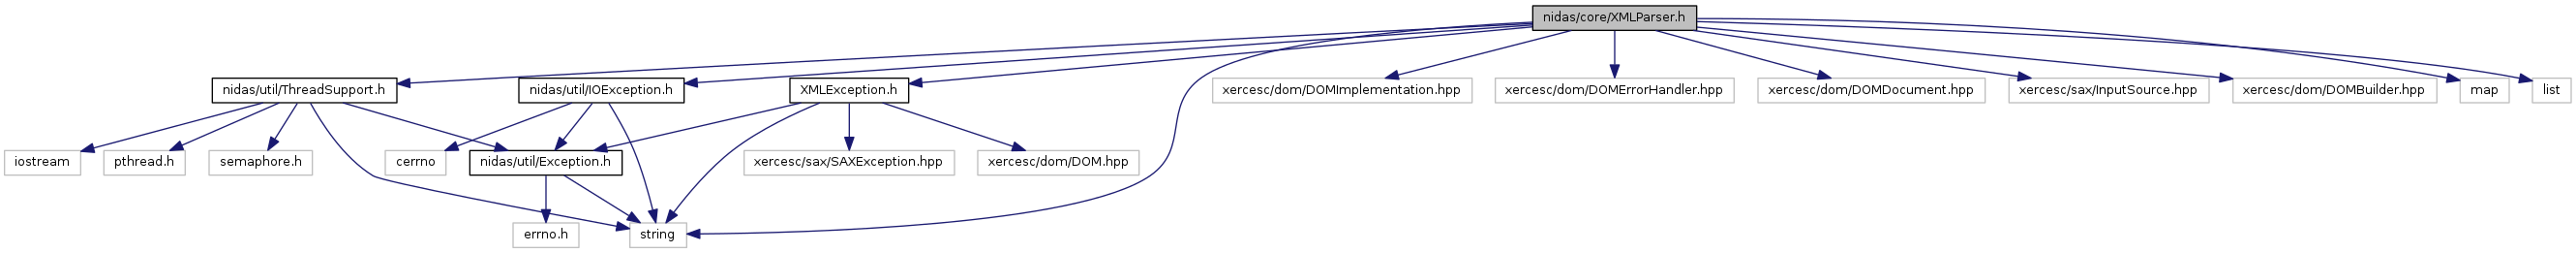 nidas/core/XMLParser.h
nidas/util/ThreadSupport.h
nidas/util/IOException.h
XMLException.h
xercesc/dom/DOMImplementation.hpp
xercesc/dom/DOMErrorHandler.hpp
xercesc/dom/DOMDocument.hpp
xercesc/sax/InputSource.hpp
xercesc/dom/DOMBuilder.hpp
map
list
iostream
pthread.h
semaphore.h
cerrno
nidas/util/Exception.h
xercesc/sax/SAXException.hpp
xercesc/dom/DOM.hpp
errno.h
string